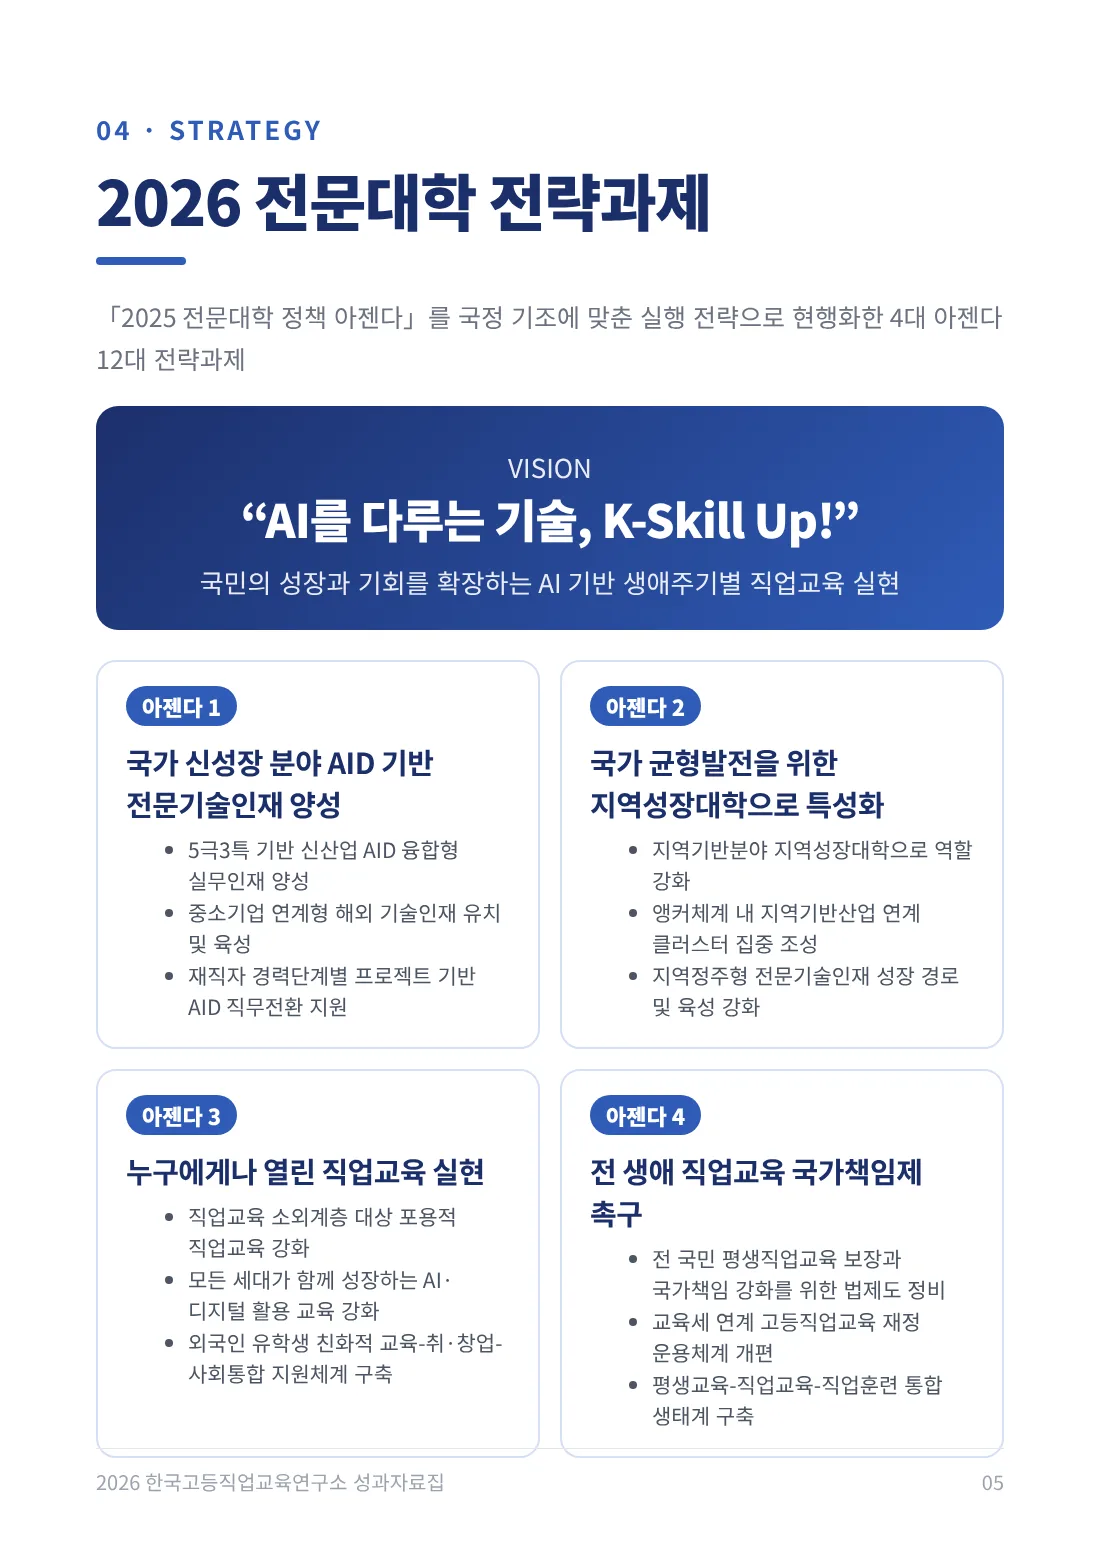 04 · STRATEGY
2026 전문대학 전략과제
「2025 전문대학 정책 아젠다」를 국정 기조에 맞춘 실행 전략으로 현행화한 4대 아젠다
12대 전략과제
VISION
“AI를 다루는 기술, K-Skill Up!”
국민의 성장과 기회를 확장하는 AI 기반 생애주기별 직업교육 실현
아젠다 1
국가 신성장 분야 AID 기반
전문기술인재 양성
• 5극3특 기반 신산업 AID 융합형
실무인재 양성
• 중소기업 연계형 해외 기술인재 유치
및 육성
• 재직자 경력단계별 프로젝트 기반
AID 직무전환 지원
아젠다 2
국가 균형발전을 위한
지역성장대학으로 특성화
• 지역기반분야 지역성장대학으로 역할
강화
• 앵커체계 내 지역기반산업 연계
클러스터 집중 조성
• 지역정주형 전문기술인재 성장 경로
및 육성 강화
아젠다 3
누구에게나 열린 직업교육 실현
• 직업교육 소외계층 대상 포용적
직업교육 강화
• 모든 세대가 함께 성장하는 AI·
디지털 활용 교육 강화
• 외국인 유학생 친화적 교육-취·창업-
사회통합 지원체계 구축
아젠다 4
전 생애 직업교육 국가책임제
촉구
• 전 국민 평생직업교육 보장과
국가책임 강화를 위한 법제도 정비
• 교육세 연계 고등직업교육 재정
운용체계 개편
• 평생교육-직업교육-직업훈련 통합
생태계 구축
2026 한국고등직업교육연구소 성과자료집
05